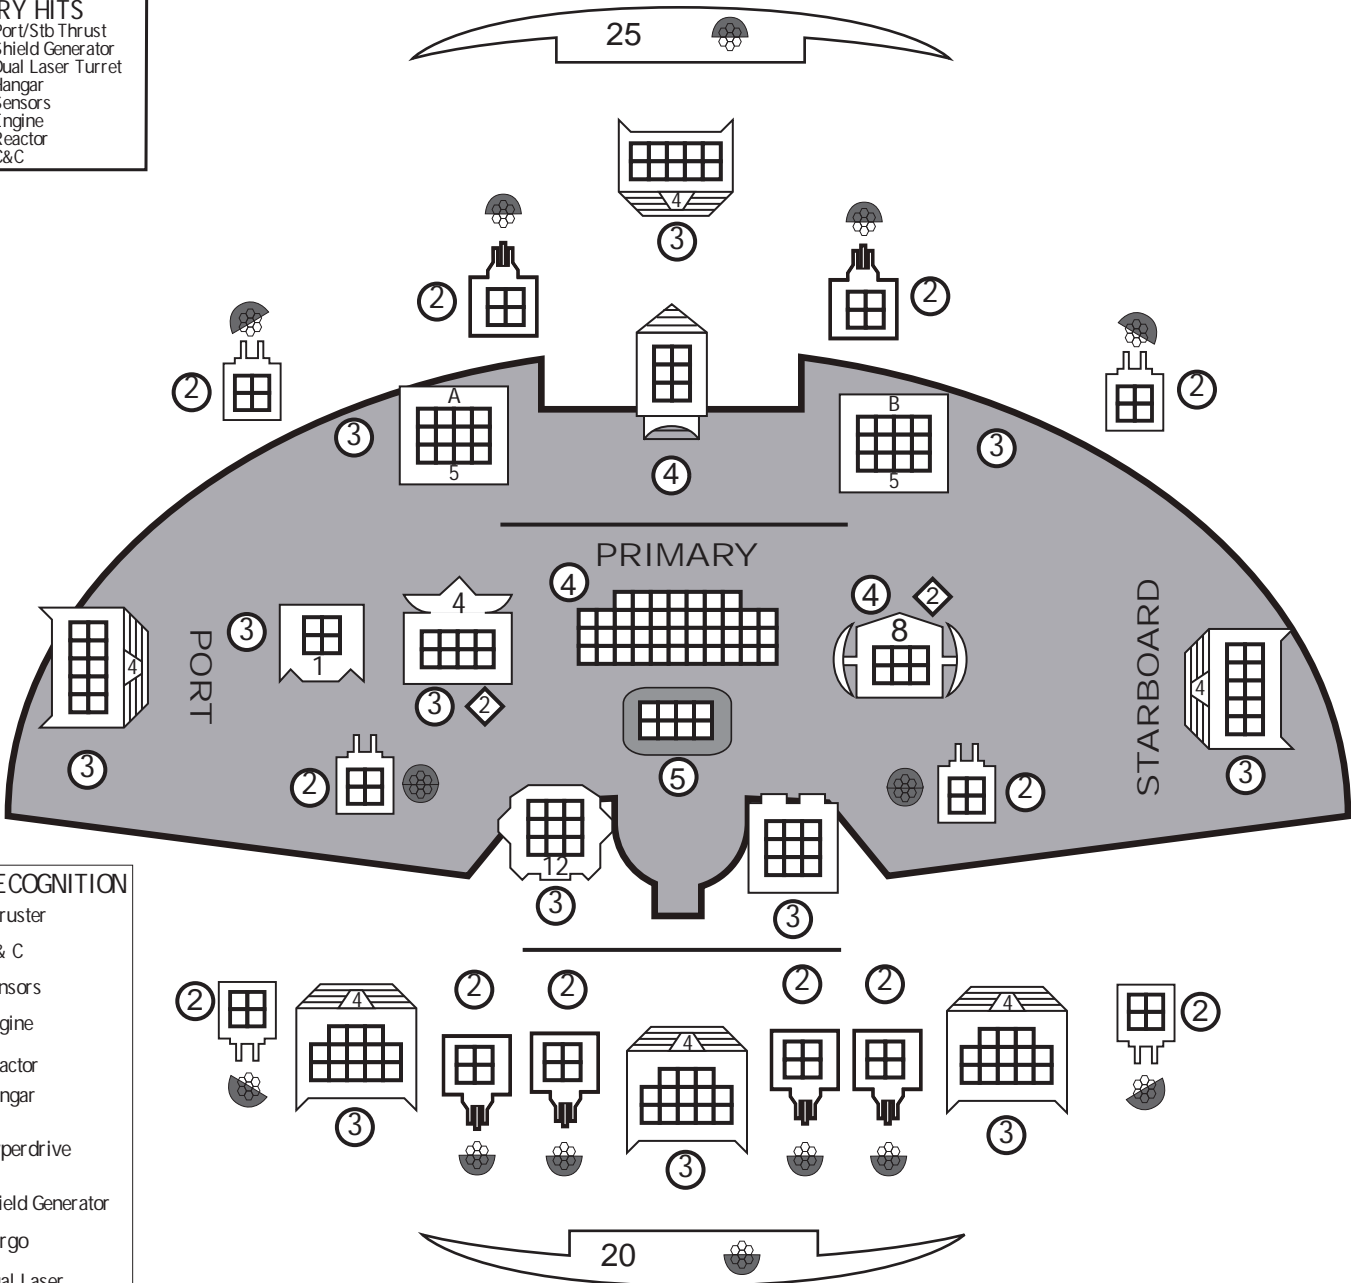 RY HITS
Port/Stb Thrust
Shield Generator
Dual Laser Turret
Hangar
Sensors
Engine
Reactor
C&C
25
4
3
2
2
2
2
A
5
3
4
B
5
3
PRIMARY
4
4
2
8
PORT
3
1
4
3
2
4
3
STARBOARD
4
3
2
5
2
12
3
3
ECOGNITION
ruster
& C
nsors
gine
actor
ngar
perdrive
ield Generator
rgo
al Laser
2
4
3
2
2
4
3
2
2
4
3
2
20